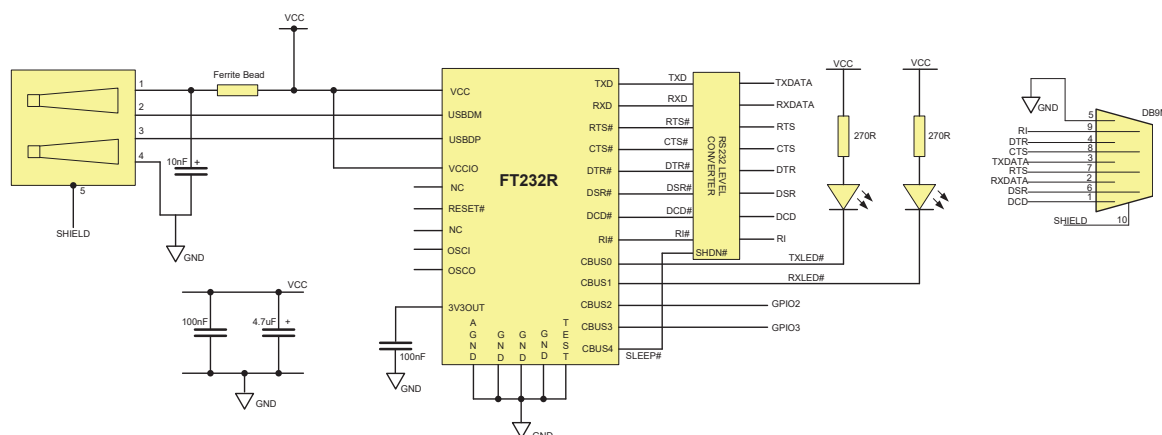 VCC
1
Ferrite Bead
2
3
4
10nF +
5
SHIELD
GND
VCC
100nF
4.7uF +
GND
VCC
USBDM
USBDP
VCCIO
NC
RESET#
NC
OSCI
OSCO
3V3OUT
100nF
GND
FT232R
AGND
GND
GND
GND
TEST
GND
TXD
RXD
RTS#
CTS#
DTR#
DSR#
DCD#
RI#
CBUS0
CBUS1
CBUS2
CBUS3
CBUS4
TXD
RXD
RTS#
CTS#
DTR#
DSR#
DCD#
RI#
SLEEP#
RS232 LEVEL
CONVERTER
SHDN#
TXDATA
RXDATA
RTS
CTS
DTR
DSR
DCD
RI
TXLED#
RXLED#
GPIO2
GPIO3
VCC
270R
VCC
270R
GND
DB9M
5
RI 9
DTR 4
CTS 8
TXDATA 3
RTS 7
RXDATA 2
DSR 6
DCD 1
SHIELD 10